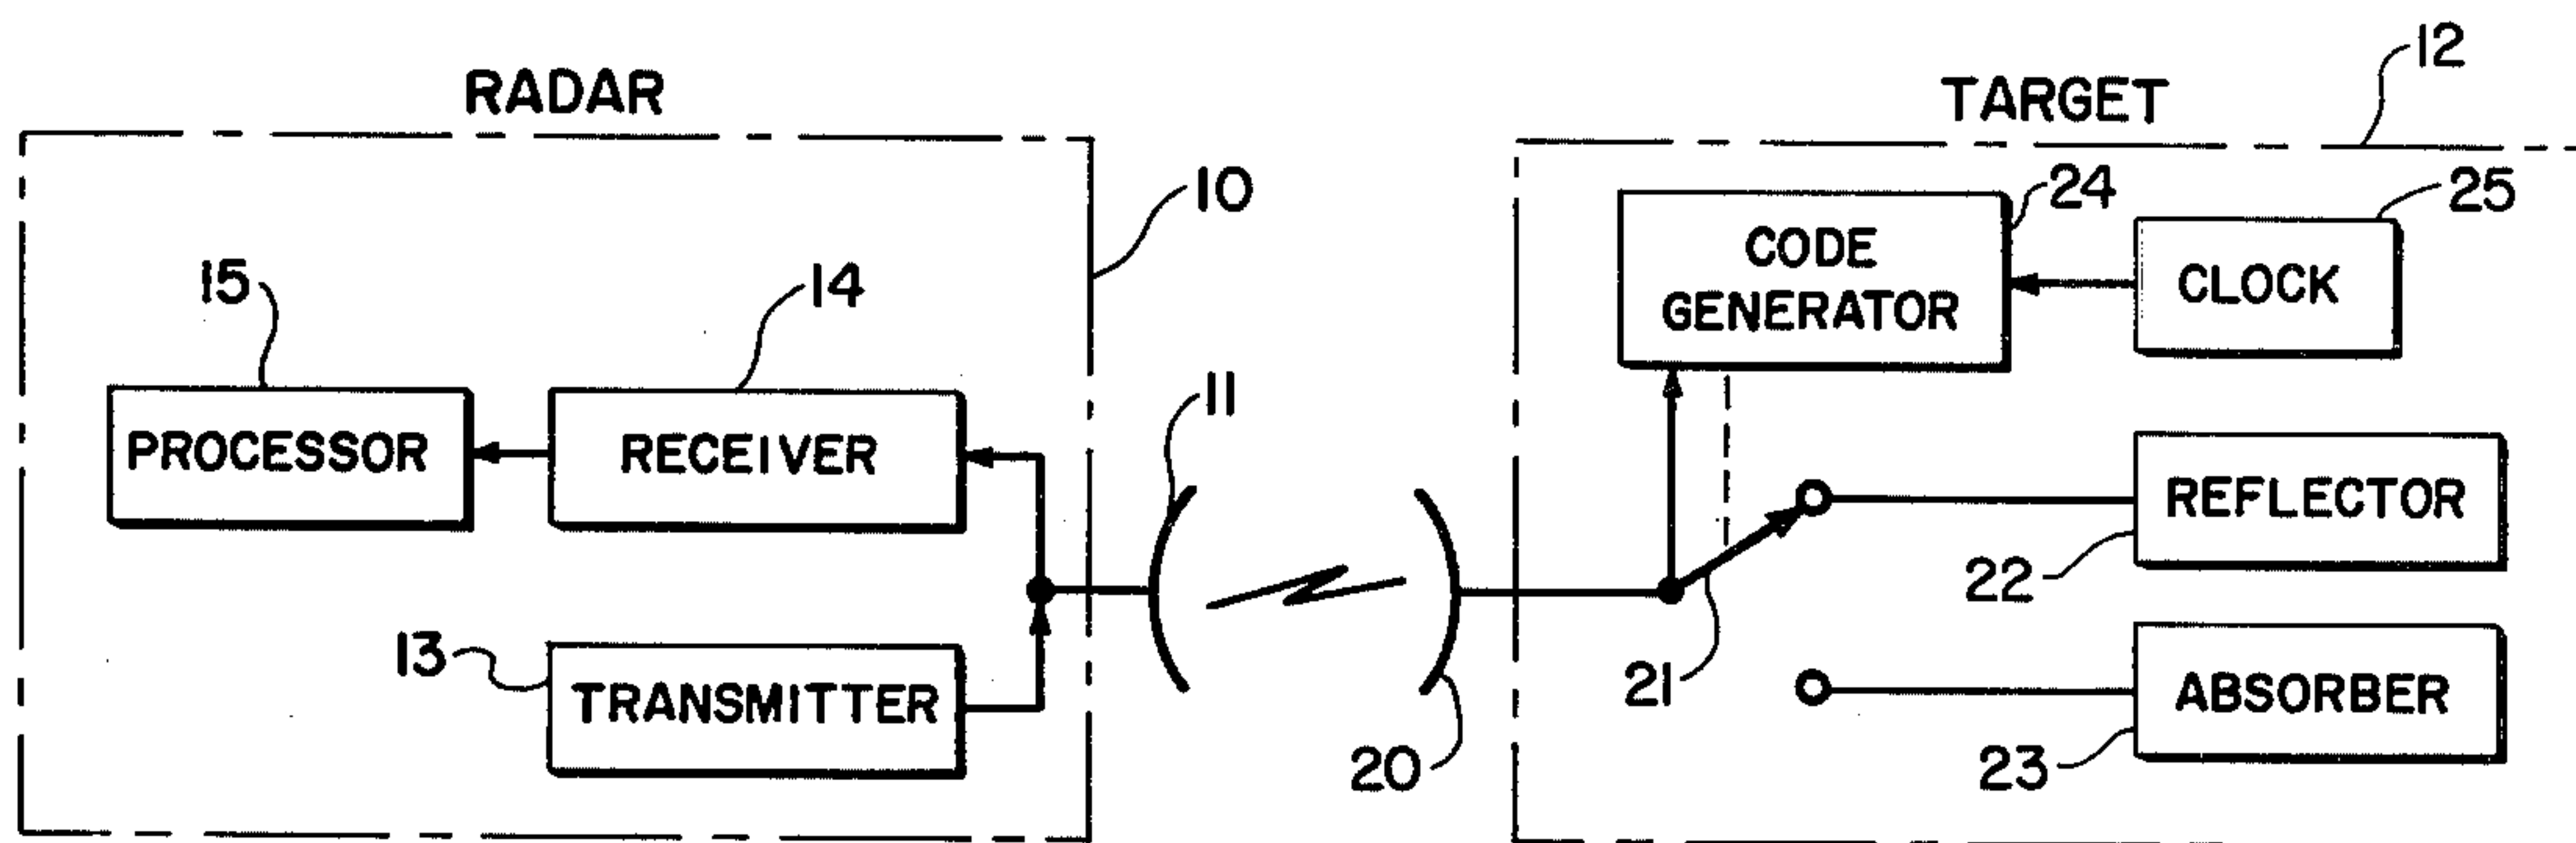 RADAR
TARGET
12
10
24
25
CODE
GENERATOR
CLOCK
15
14
11
PROCESSOR
RECEIVER
REFLECTOR
22
13
TRANSMITTER
21
20
ABSORBER
23